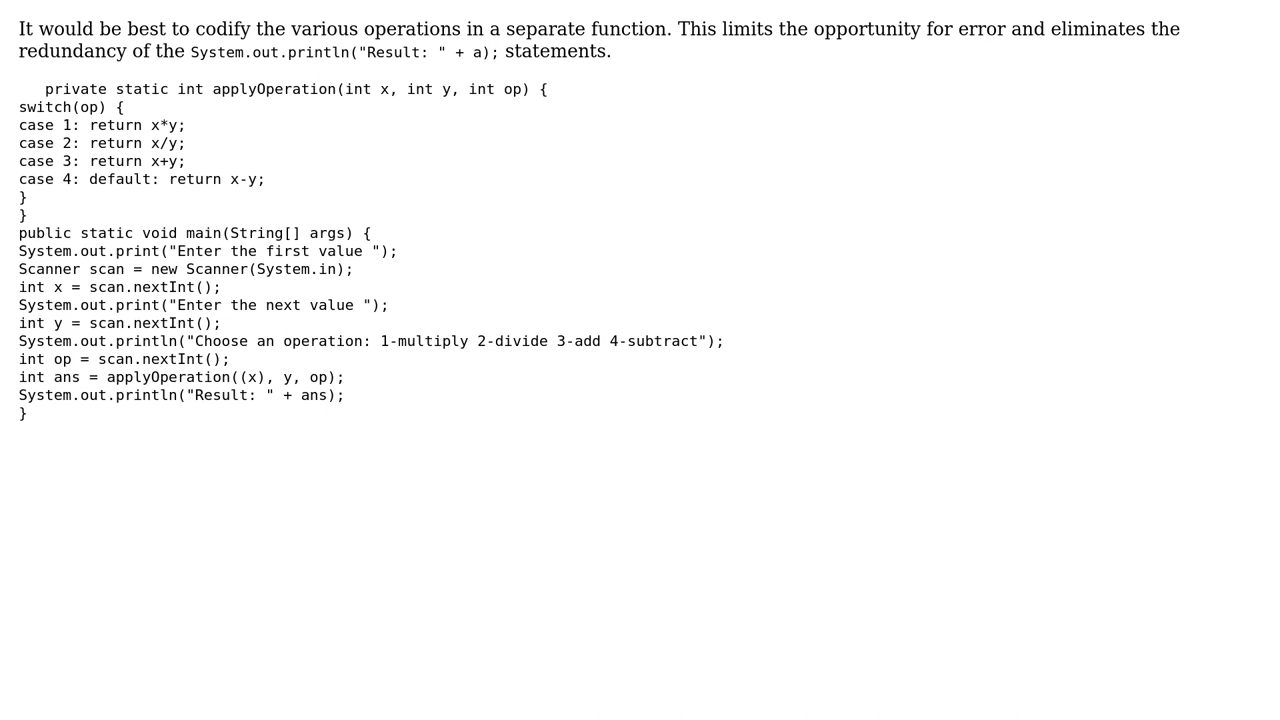 It would be best to codify the various operations in a separate function. This limits the opportunity for error and eliminates the
redundancy of the System.out.println("Result: " + a); statements.
   private static int applyOperation(int x, int y, int op) {
switch(op) {
case 1: return x*y;
case 2: return x/y;
case 3: return x+y;
case 4: default: return x-y;
}
}
public static void main(String[] args) {
System.out.print("Enter the first value ");
Scanner scan = new Scanner(System.in);
int x = scan.nextInt();
System.out.print("Enter the next value ");
int y = scan.nextInt();
System.out.println("Choose an operation: 1-multiply 2-divide 3-add 4-subtract");
int op = scan.nextInt();
int ans = applyOperation((x), y, op);
System.out.println("Result: " + ans);
}